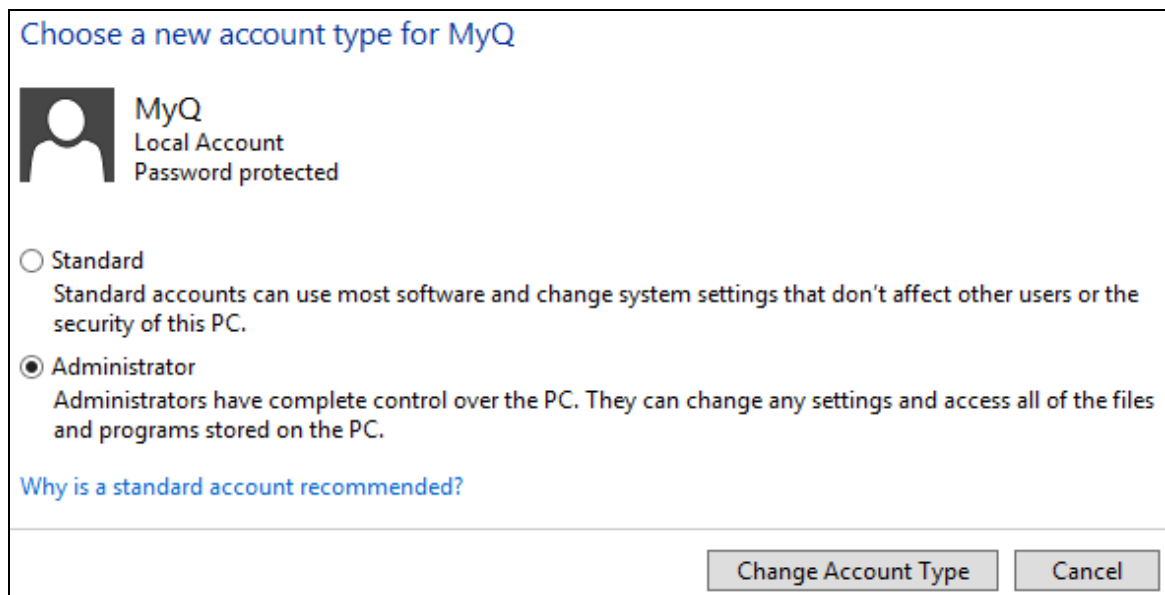 Choose a new account type for MyQ
MyQ
Local Account
Password protected
Standard
Standard accounts can use most software and change system settings that don't affect other users or the
security of this PC.
Administrator
Administrators have complete control over the PC. They can change any settings and access all of the files
and programs stored on the PC.
Why is a standard account recommended?
Change Account Type
Cancel